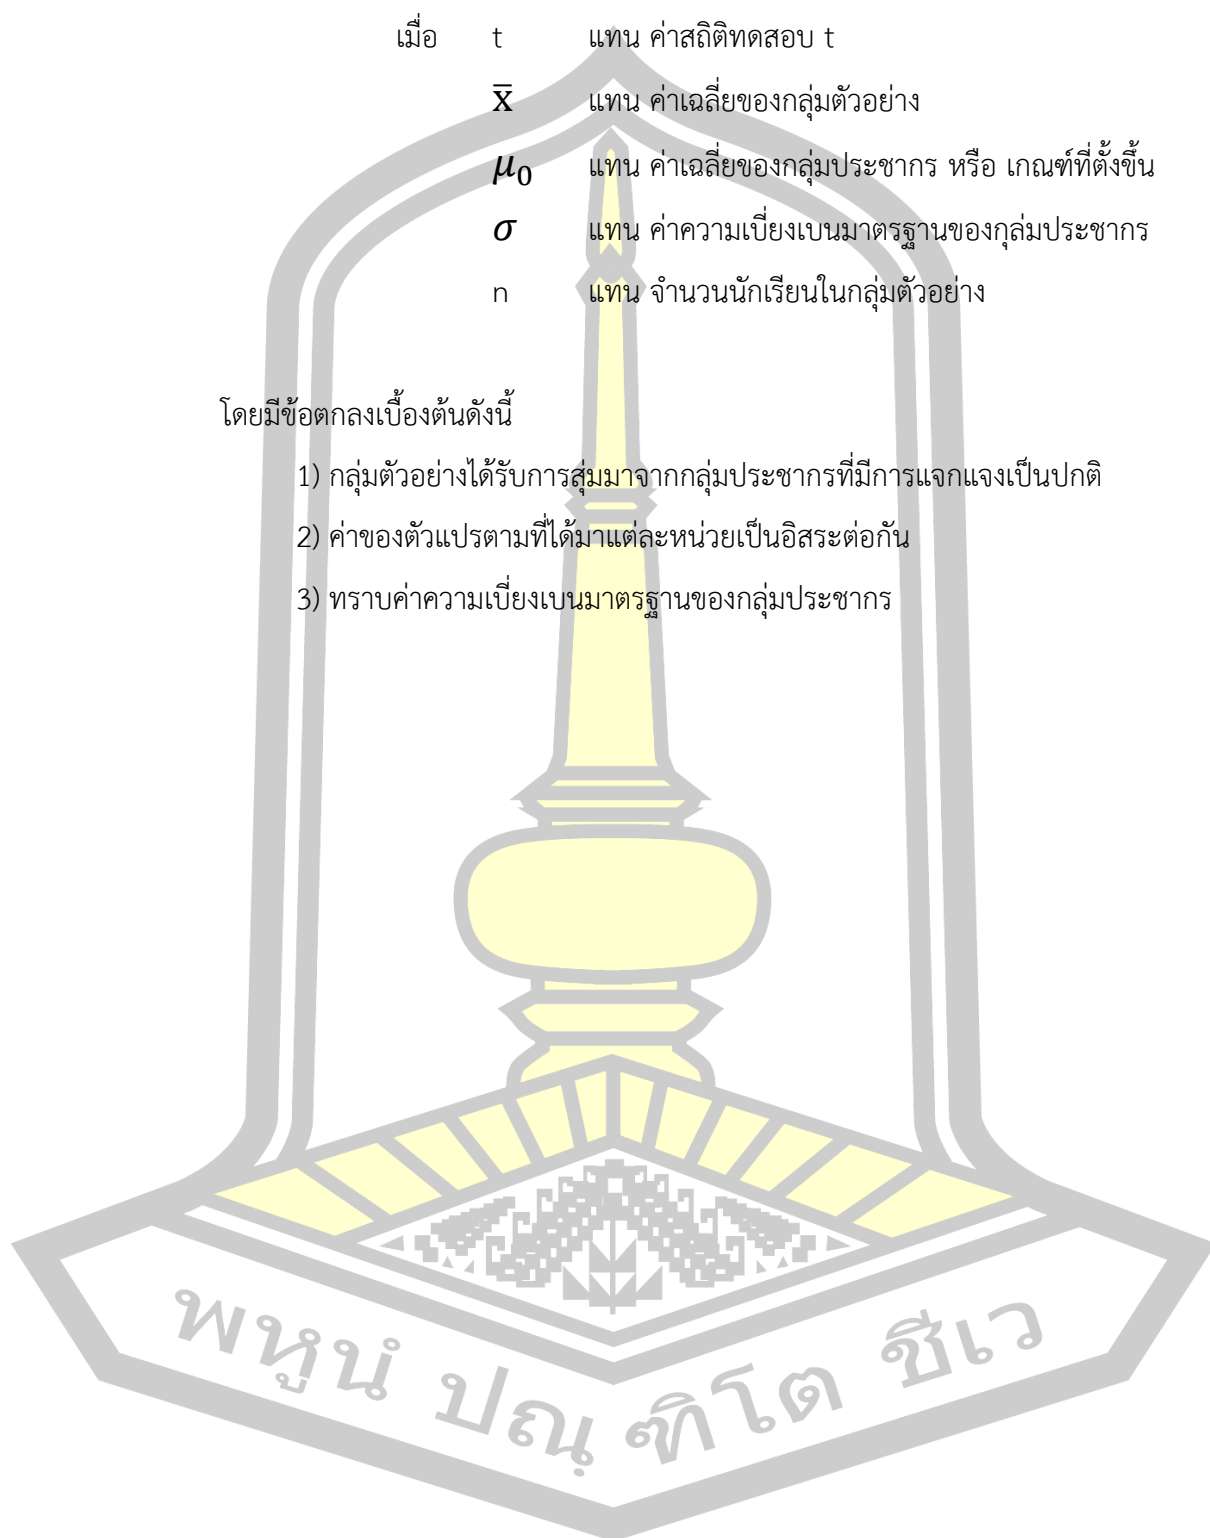 เมื่อ t แทน ค่าสถิติทดสอบ t
x̄ แทน ค่าเฉลี่ยของกลุ่มตัวอย่าง
μ₀ แทน ค่าเฉลี่ยของกลุ่มประชากร หรือ เกณฑ์ที่ตั้งขึ้น
σ แทน ค่าความเบี่ยงเบนมาตรฐานของกุล่มประชากร
n แทน จำนวนนักเรียนในกลุ่มตัวอย่าง
โดยมีข้อตกลงเบื้องต้นดังนี้
1) กลุ่มตัวอย่างได้รับการสุ่มมาจากกลุ่มประชากรที่มีการแจกแจงเป็นปกติ
2) ค่าของตัวแปรตามที่ได้มาแต่ละหน่วยเป็นอิสระต่อกัน
3) ทราบค่าความเบี่ยงเบนมาตรฐานของกลุ่มประชากร
พหูนํ ปณฺ ฑิโต ชีเว